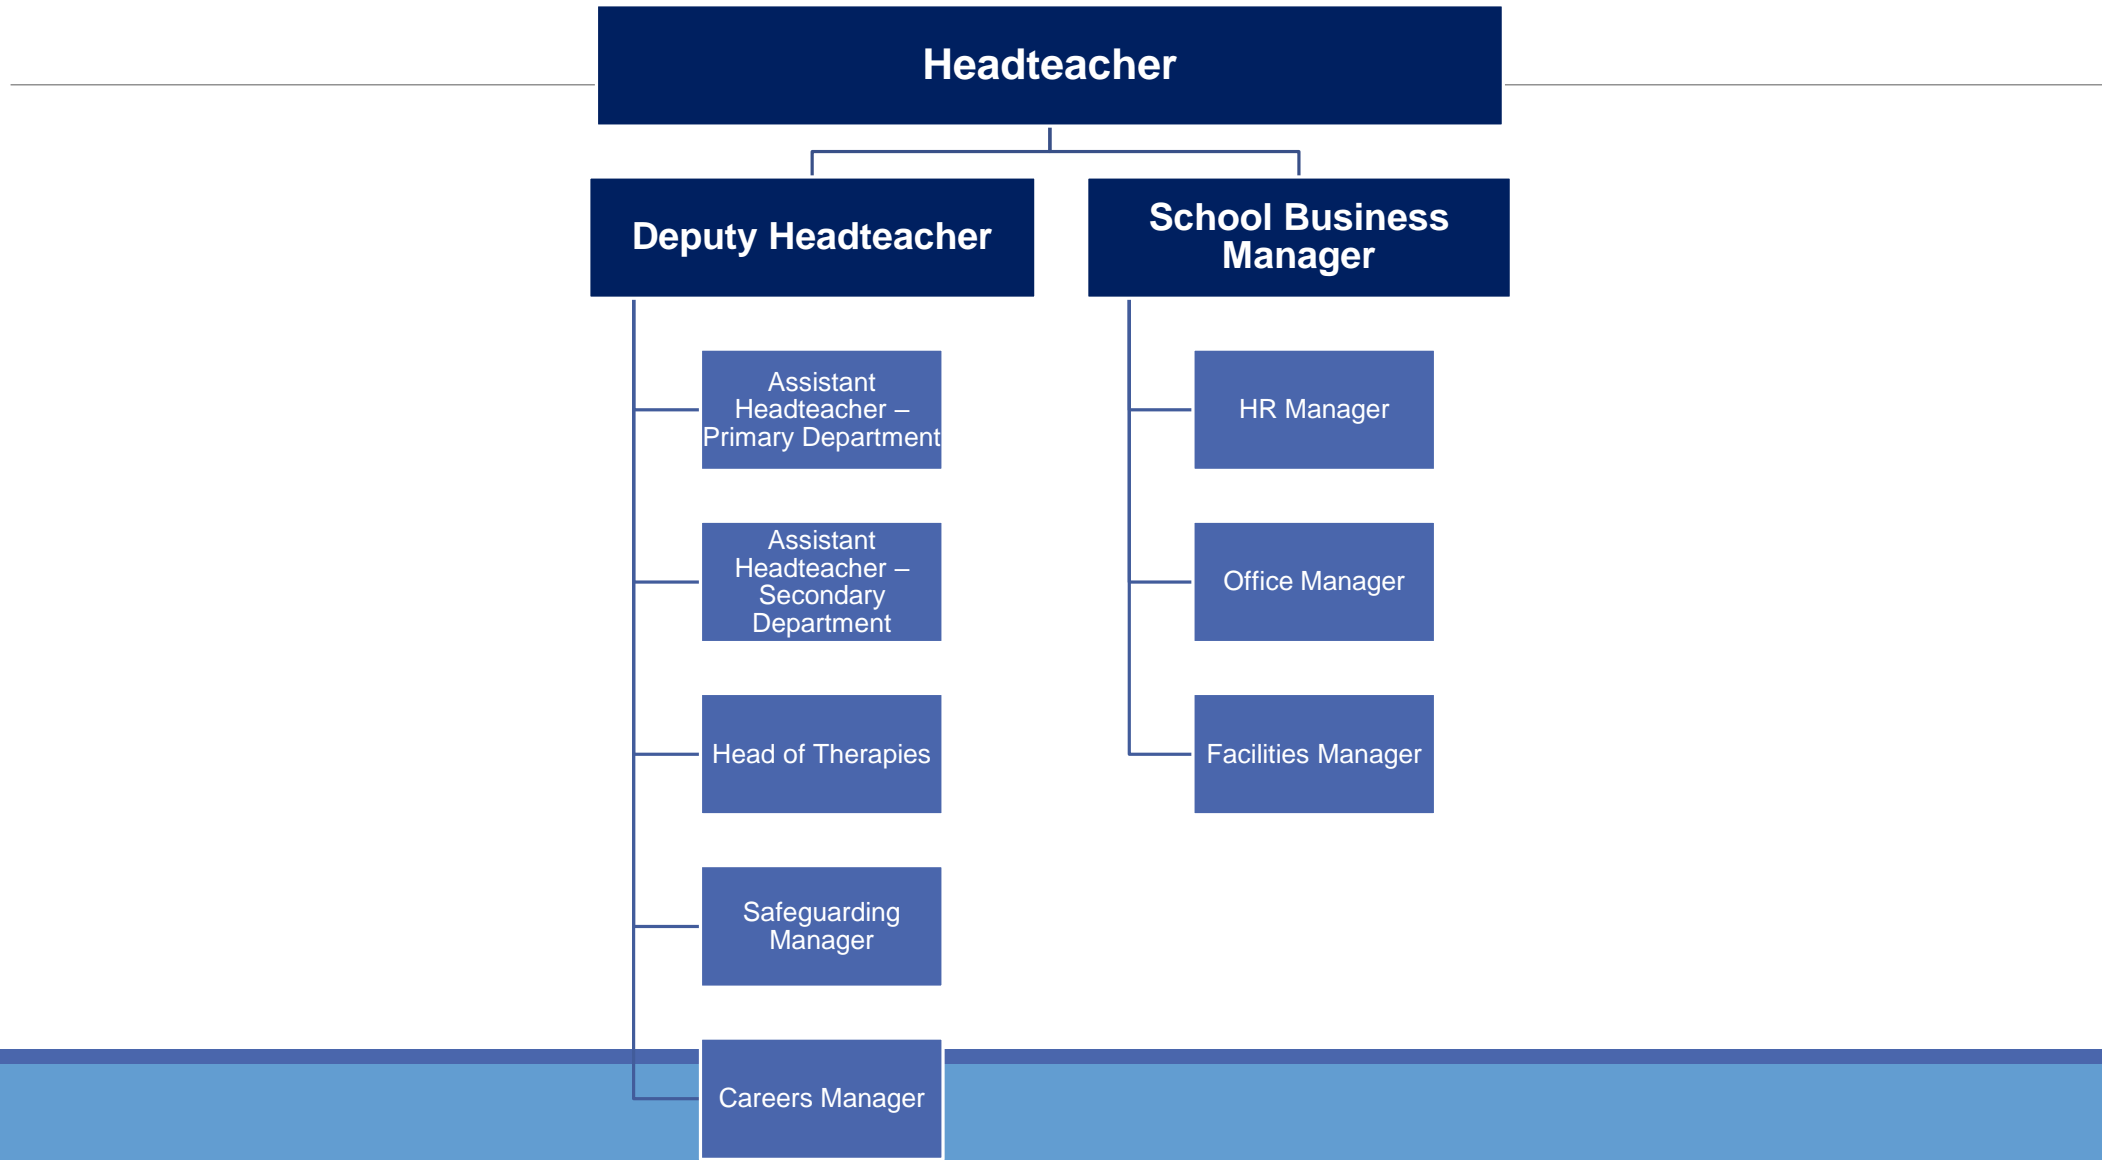 Headteacher
Deputy Headteacher
School Business
Manager
Assistant
Headteacher –
Primary Department
Assistant
Headteacher –
Secondary
Department
Head of Therapies
Safeguarding
Manager
Careers Manager
HR Manager
Office Manager
Facilities Manager